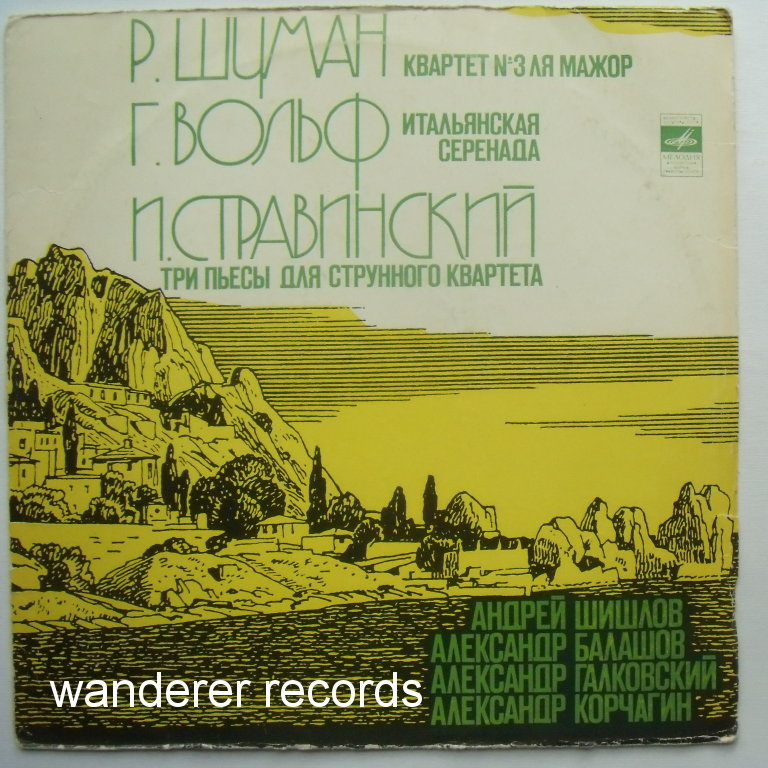 Р. ШУМАН КВАРТЕТ №3 ЛЯ МАЖОР
Г. ВОЛЬФ ИТАЛЬЯНСКАЯ
СЕРЕНАДА
И. СТРАВИНСКИЙ
ТРИ ПЬЕСЫ ДЛЯ СТРУННОГО КВАРТЕТА
МЕЛОДИЯ
АНДРЕЙ ШИШЛОВ
АЛЕКСАНДР БАЛАШОВ
АЛЕКСАНДР ГАЛКОВСКИЙ
АЛЕКСАНДР КОРЧАГИН
wanderer records